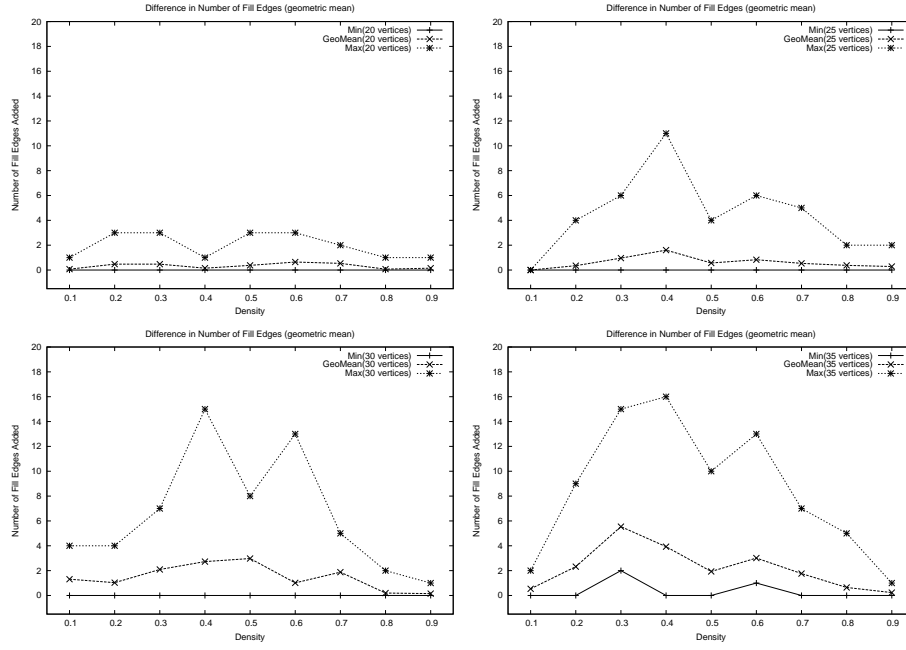 Difference in Number of Fill Edges (geometric mean)
Number of Fill Edges Added
20
18
16
14
12
10
8
6
4
2
0
Min(20 vertices)
GeoMean(20 vertices)
Max(20 vertices)
0.1 0.2 0.3 0.4 0.5 0.6 0.7 0.8 0.9
Density
Difference in Number of Fill Edges (geometric mean)
Number of Fill Edges Added
20
18
16
14
12
10
8
6
4
2
0
Min(25 vertices)
GeoMean(25 vertices)
Max(25 vertices)
0.1 0.2 0.3 0.4 0.5 0.6 0.7 0.8 0.9
Density
Difference in Number of Fill Edges (geometric mean)
Number of Fill Edges Added
20
18
16
14
12
10
8
6
4
2
0
Min(30 vertices)
GeoMean(30 vertices)
Max(30 vertices)
0.1 0.2 0.3 0.4 0.5 0.6 0.7 0.8 0.9
Density
Difference in Number of Fill Edges (geometric mean)
Number of Fill Edges Added
20
18
16
14
12
10
8
6
4
2
0
Min(35 vertices)
GeoMean(35 vertices)
Max(35 vertices)
0.1 0.2 0.3 0.4 0.5 0.6 0.7 0.8 0.9
Density